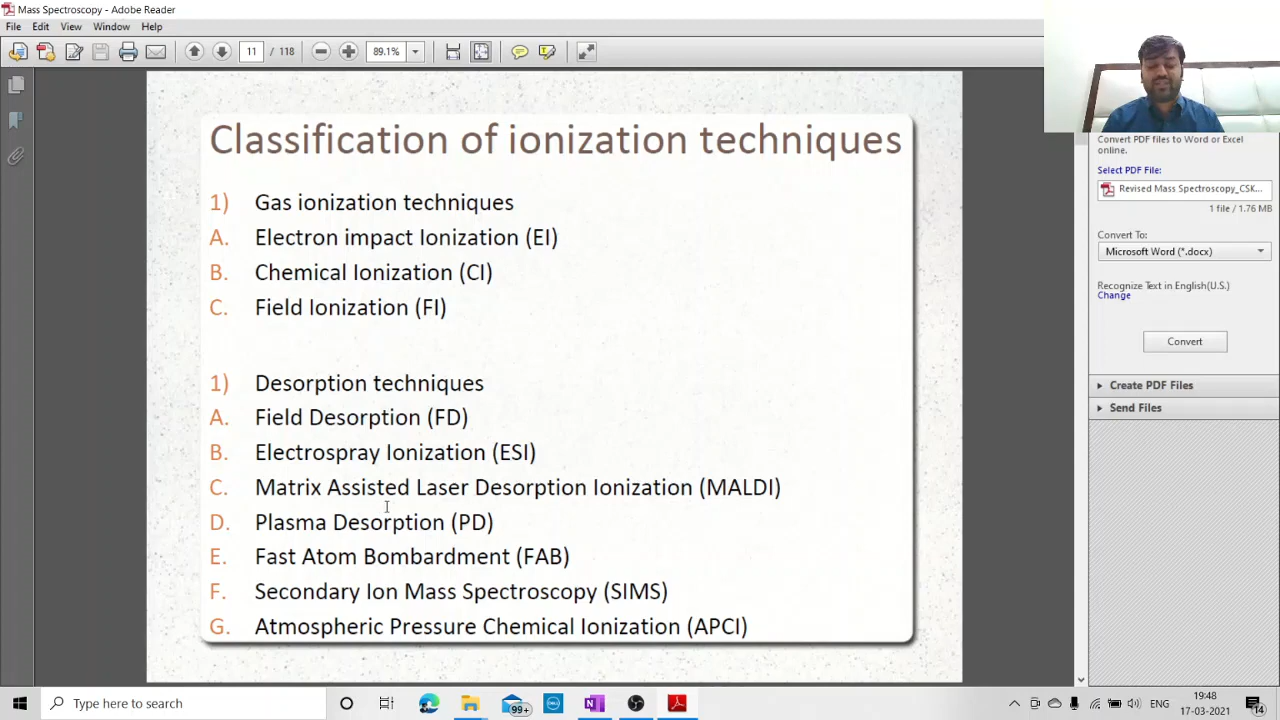 Mass Spectroscopy - Adobe Reader
File Edit View Window Help
11 / 118 89.1%
Classification of ionization techniques
1) Gas ionization techniques
A. Electron impact Ionization (EI)
B. Chemical Ionization (CI)
C. Field Ionization (FI)
1) Desorption techniques
A. Field Desorption (FD)
B. Electrospray Ionization (ESI)
C. Matrix Assisted Laser Desorption Ionization (MALDI)
D. Plasma Desorption (PD)
E. Fast Atom Bombardment (FAB)
F. Secondary Ion Mass Spectroscopy (SIMS)
G. Atmospheric Pressure Chemical Ionization (APCI)
Convert PDF files to Word or Excel
online.
Select PDF File:
Revised Mass Spectroscopy_CSK...
1 file / 1.76 MB
Convert To:
Microsoft Word (*.docx)
Recognize Text in English(U.S.)
Change
Convert
Create PDF Files
Send Files
Type here to search
99+
DELL
N
ENG
19:48
17-03-2021
14